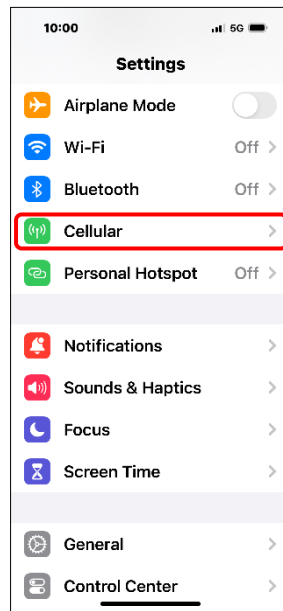 10:00 5G
Settings
Airplane Mode
Wi-Fi Off
Bluetooth Off
Cellular
Personal Hotspot Off
Notifications
Sounds & Haptics
Focus
Screen Time
General
Control Center